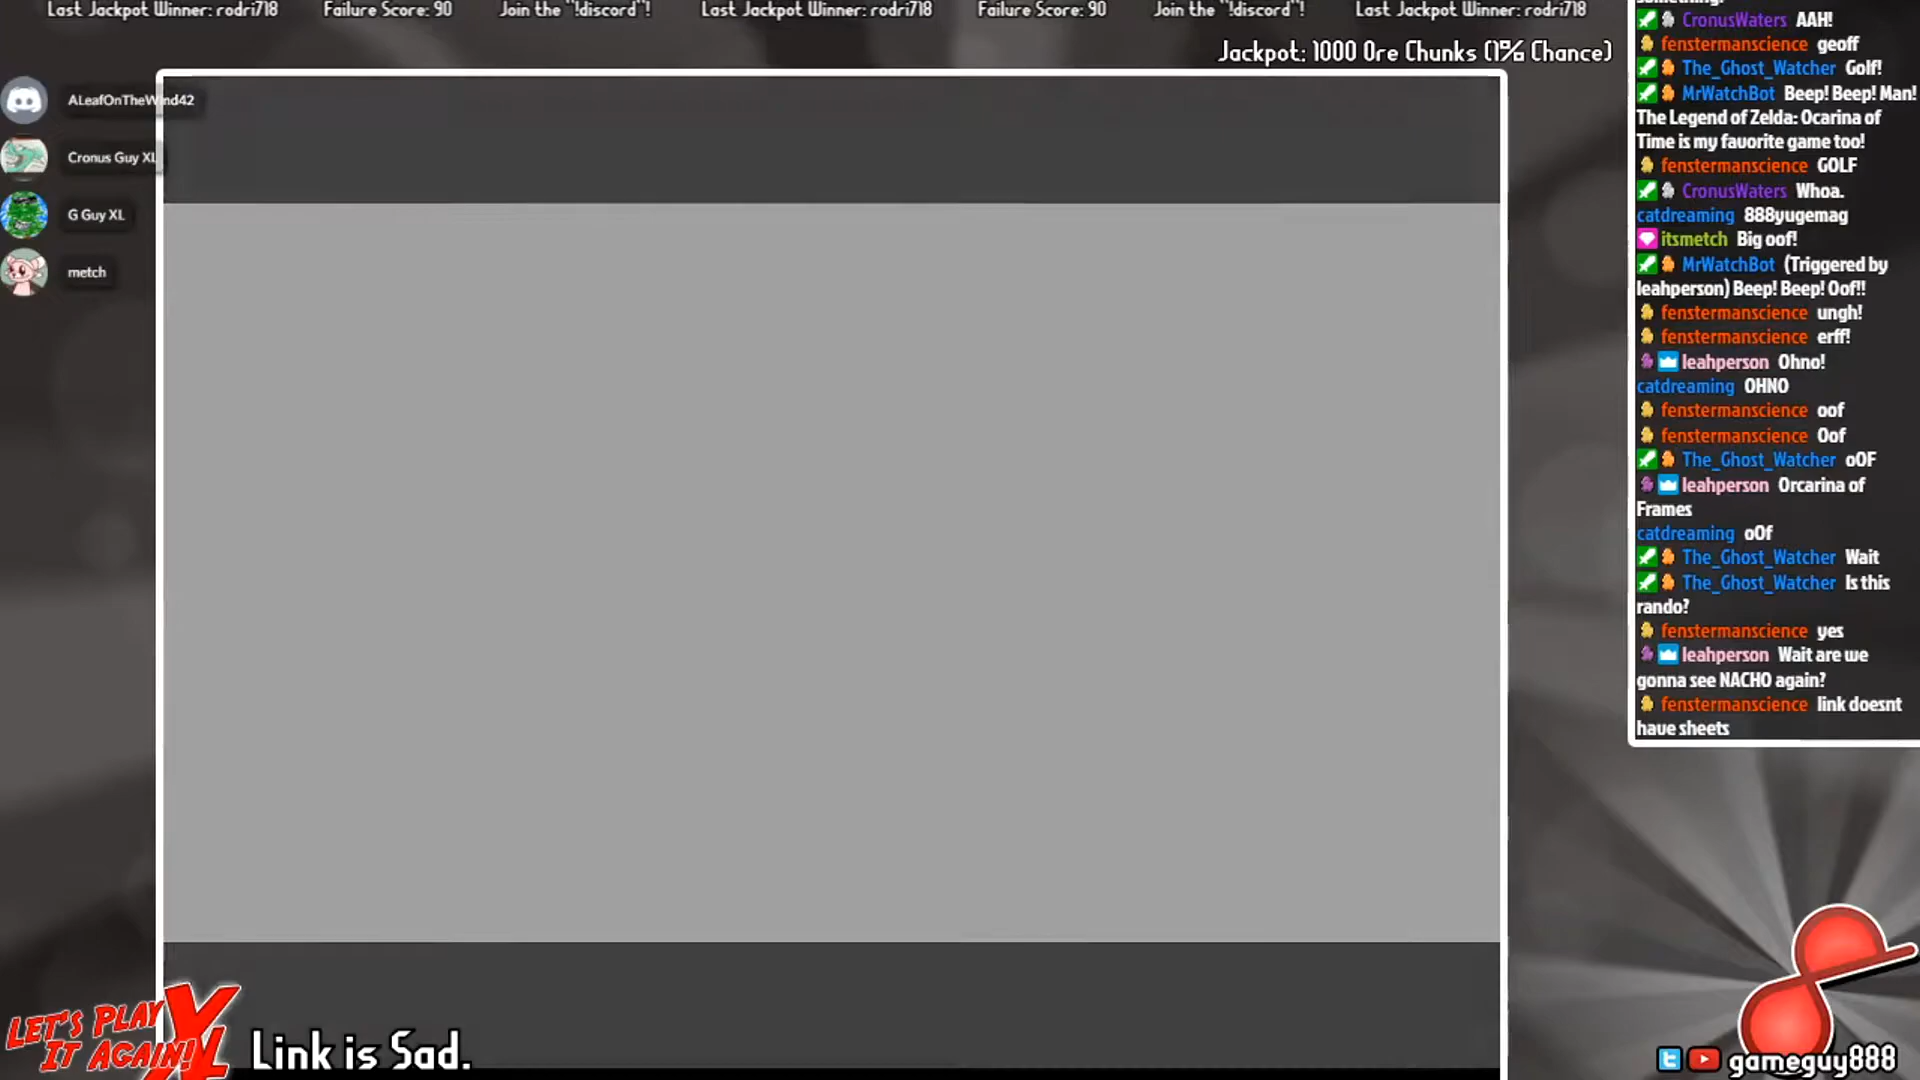 Last Jackpot Winner: rodri718 Failure Score: 90 Join the "!discord"! Last Jackpot Winner: rodri718 Failure Score: 90 Join the "!discord"! Last Jackpot Winner: rodri718
Jackpot: 1000 Ore Chunks (1% Chance)
ALeafOnTheWind42
Cronus Guy XL
G Guy XL
metch
CronusWaters AAH!
fenstermanscience geoff
The_Ghost_Watcher Golf!
MrWatchBot Beep! Beep! Man!
The Legend of Zelda: Ocarina of
Time is my favorite game too!
fenstermanscience GOLF
CronusWaters Whoa.
catdreaming 888yugemag
itsmetch Big oof!
MrWatchBot (Triggered by
leahperson) Beep! Beep! Oof!!
fenstermanscience ungh!
fenstermanscience erff!
leahperson Ohno!
catdreaming OHNO
fenstermanscience oof
fenstermanscience Oof
The_Ghost_Watcher oOF
leahperson Orcarina of
Frames
catdreaming oOf
The_Ghost_Watcher Wait
The_Ghost_Watcher Is this
rando?
fenstermanscience yes
leahperson Wait are we
gonna see NACHO again?
fenstermanscience link doesnt
have sheets
LET'S PLAY
IT AGAIN! XL
Link is Sad.
gameguy888